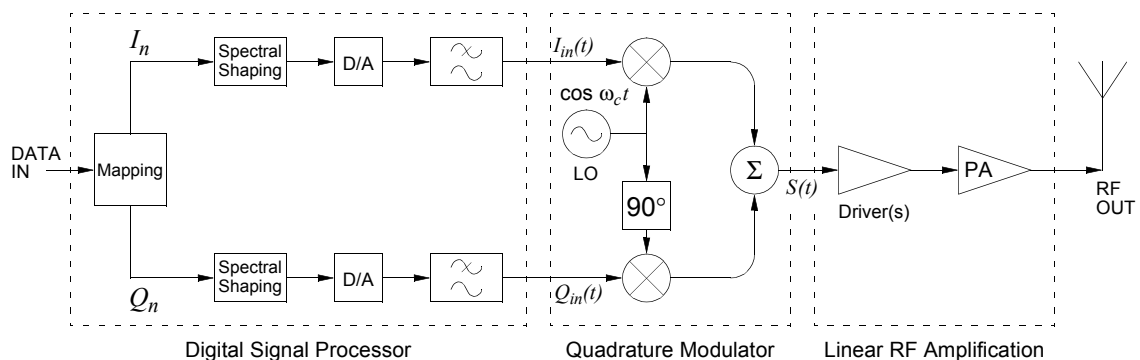 I_n
Spectral
Shaping
D/A
I_in(t)
cos ω_c t
LO
DATA
IN
Mapping
90°
Σ
S(t)
Driver(s)
PA
RF
OUT
Q_n
Spectral
Shaping
D/A
Q_in(t)
Digital Signal Processor
Quadrature Modulator
Linear RF Amplification